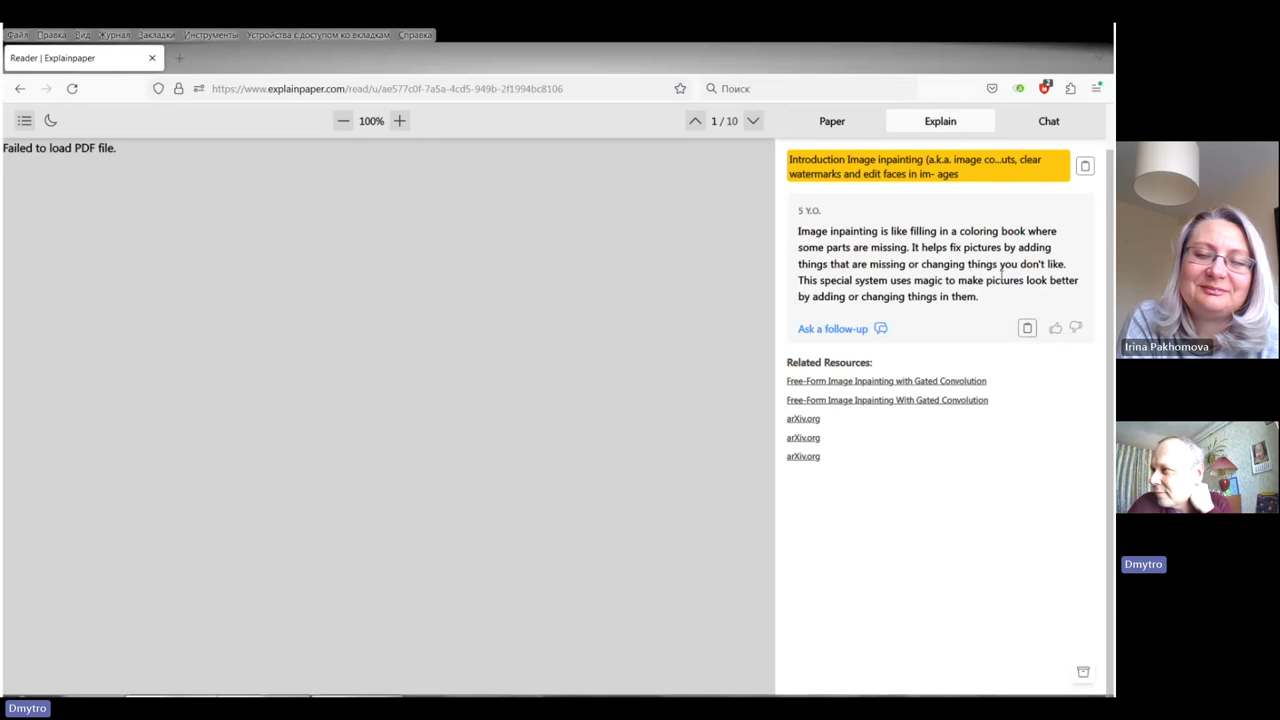 Файл Правка Вид Журнал Закладки Инструменты Устройства с доступом ко вкладкам Справка
Reader | Explainpaper
https://www.explainpaper.com/read/u/ae577c0f-7a5a-4cd5-949b-2f1994bc8106
Поиск
2
100%
1 / 10
Paper
Explain
Chat
Failed to load PDF file.
Introduction Image inpainting (a.k.a. image co...uts, clear
watermarks and edit faces in im- ages
5 Y.O.
Image inpainting is like filling in a coloring book where
some parts are missing. It helps fix pictures by adding
things that are missing or changing things you don't like.
This special system uses magic to make pictures look better
by adding or changing things in them.
Ask a follow-up
Related Resources:
Free-Form Image Inpainting with Gated Convolution
Free-Form Image Inpainting With Gated Convolution
arXiv.org
arXiv.org
arXiv.org
Irina Pakhomova
Dmytro
Dmytro